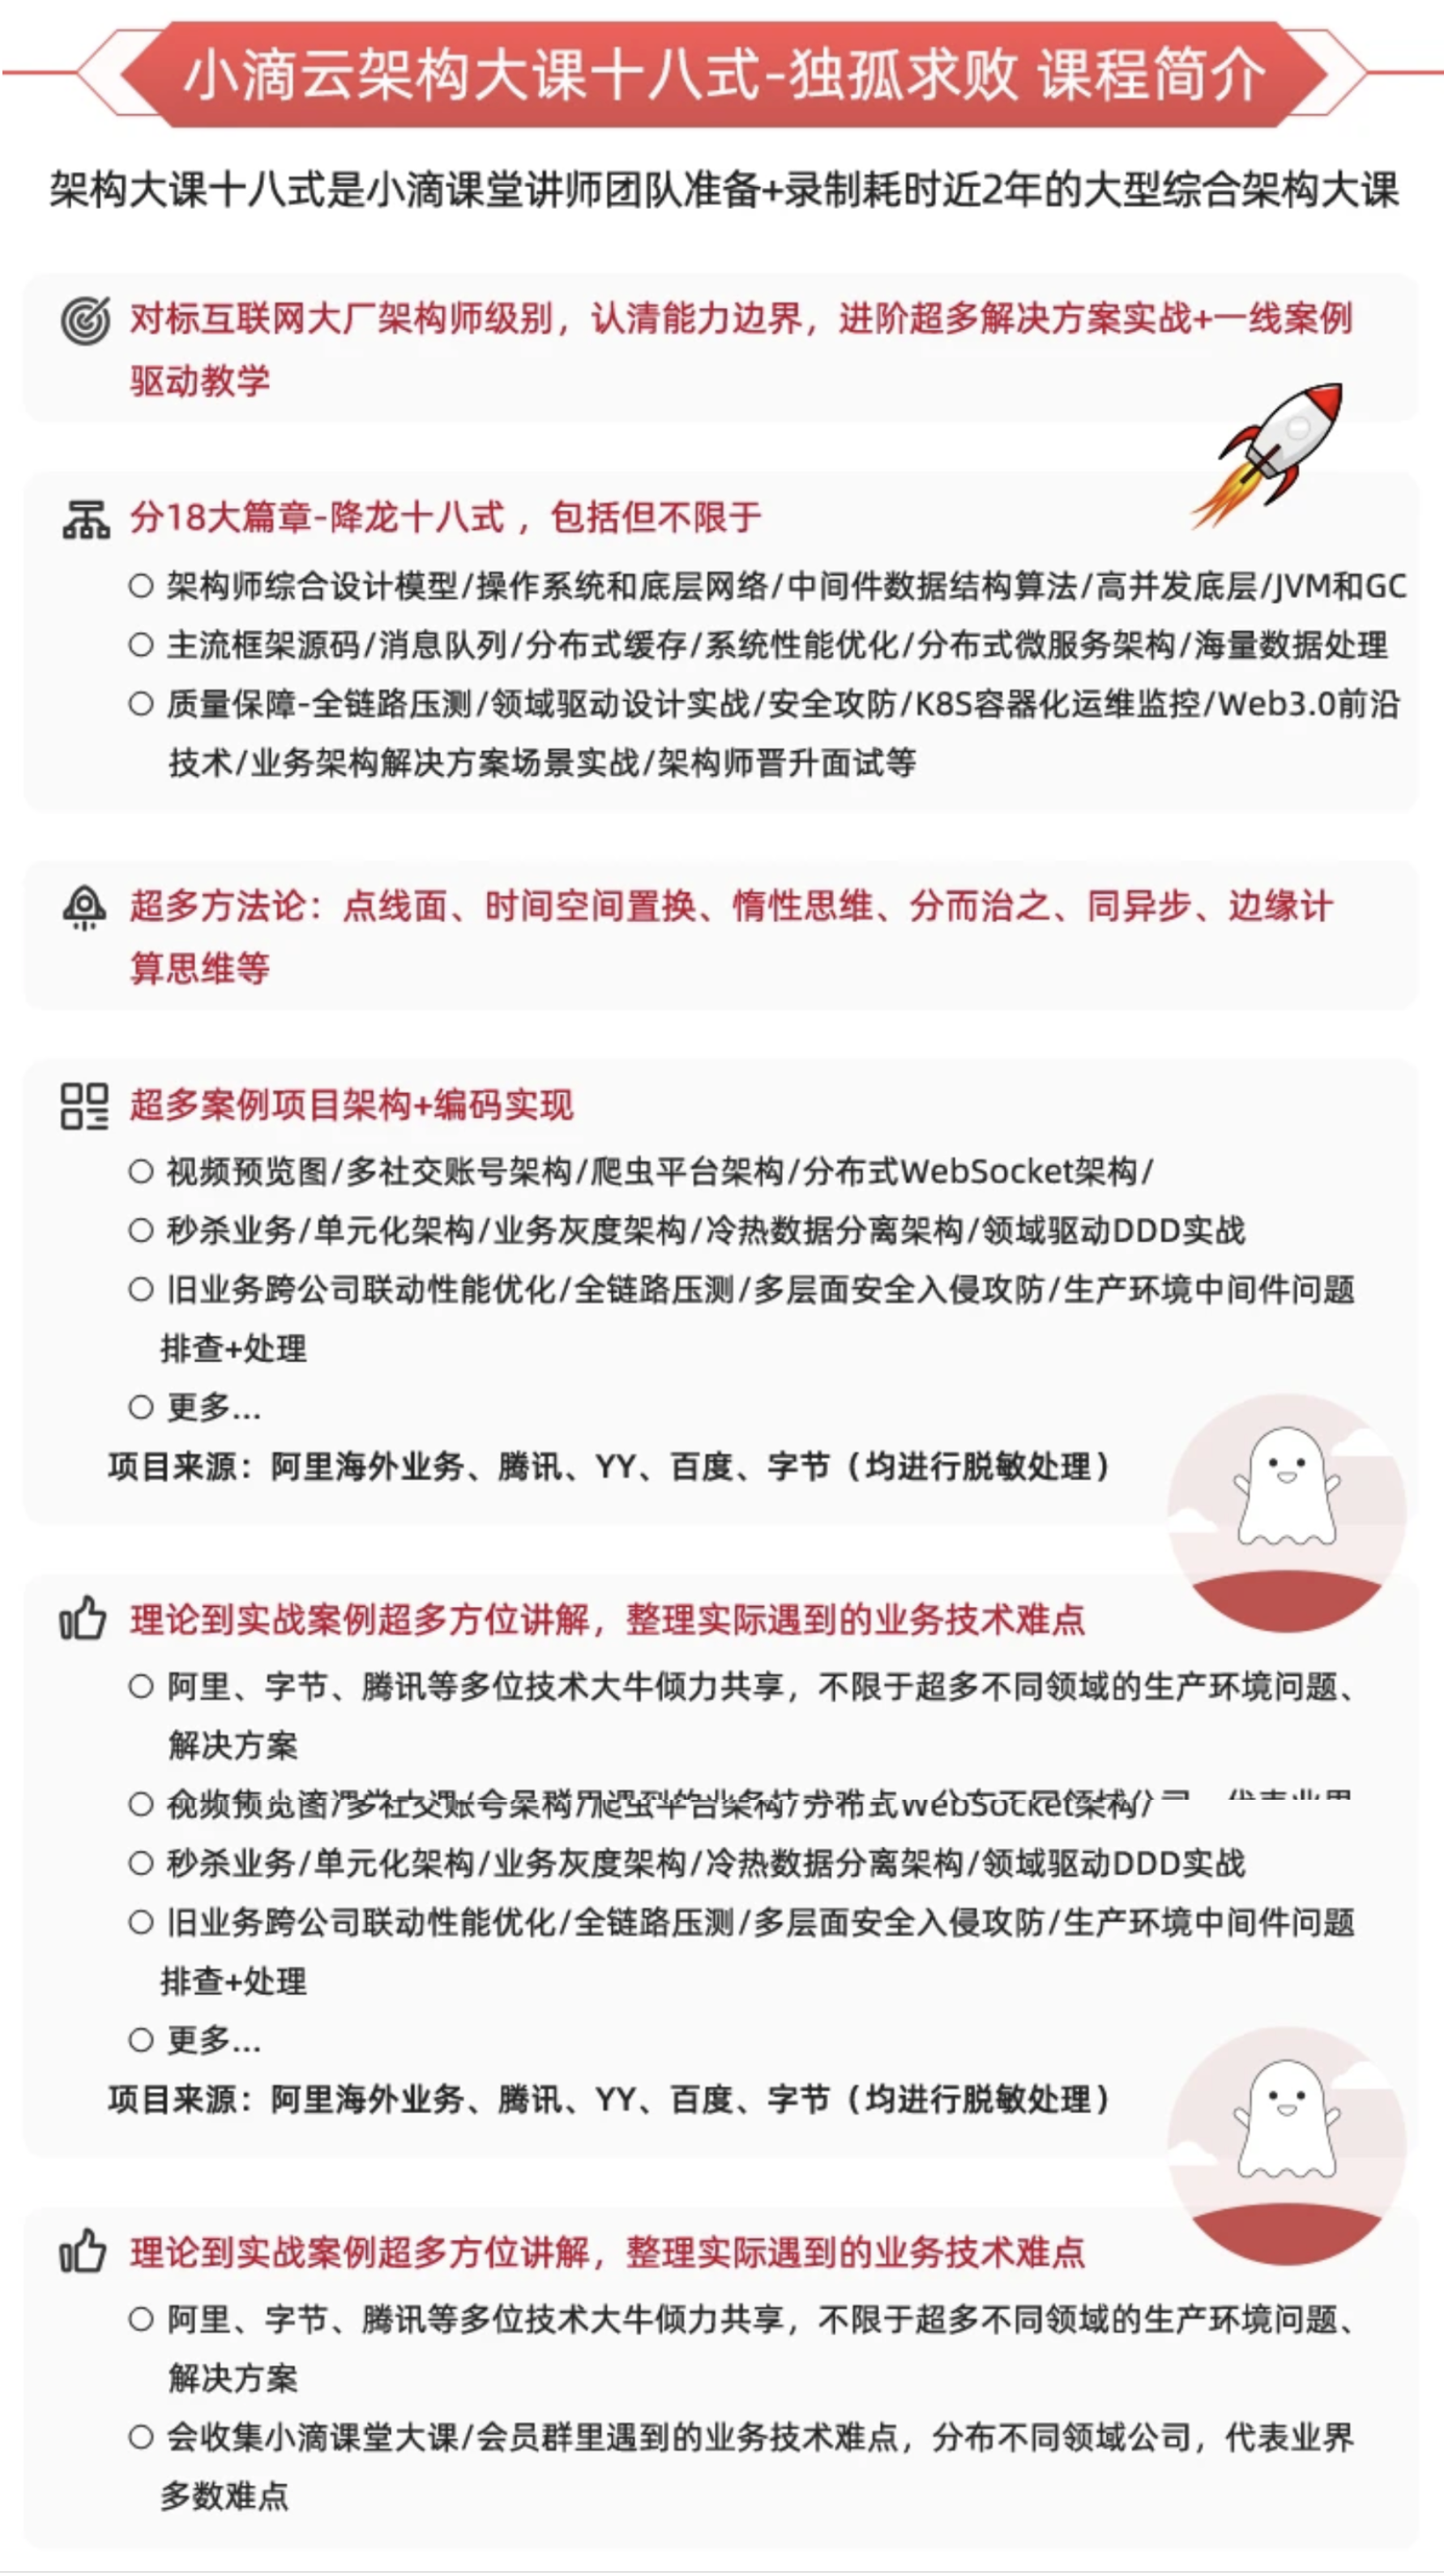 小滴云架构大课十八式-独孤求败 课程简介
架构大课十八式是小滴课堂讲师团队准备+录制耗时近2年的大型综合架构大课
对标互联网大厂架构师级别，认清能力边界，进阶超多解决方案实战+一线案例
驱动教学
分18大篇章-降龙十八式 ，包括但不限于
架构师综合设计模型/操作系统和底层网络/中间件数据结构算法/高并发底层/JVM和GC
主流框架源码/消息队列/分布式缓存/系统性能优化/分布式微服务架构/海量数据处理
质量保障-全链路压测/领域驱动设计实战/安全攻防/K8S容器化运维监控/Web3.0前沿
技术/业务架构解决方案场景实战/架构师晋升面试等
超多方法论：点线面、时间空间置换、惰性思维、分而治之、同异步、边缘计
算思维等
超多案例项目架构+编码实现
视频预览图/多社交账号架构/爬虫平台架构/分布式WebSocket架构/
秒杀业务/单元化架构/业务灰度架构/冷热数据分离架构/领域驱动DDD实战
旧业务跨公司联动性能优化/全链路压测/多层面安全入侵攻防/生产环境中间件问题
排查+处理
更多...
项目来源：阿里海外业务、腾讯、YY、百度、字节（均进行脱敏处理）
理论到实战案例超多方位讲解，整理实际遇到的业务技术难点
阿里、字节、腾讯等多位技术大牛倾力共享，不限于超多不同领域的生产环境问题、
解决方案
秒杀业务/单元化架构/业务灰度架构/冷热数据分离架构/领域驱动DDD实战
旧业务跨公司联动性能优化/全链路压测/多层面安全入侵攻防/生产环境中间件问题
排查+处理
更多...
项目来源：阿里海外业务、腾讯、YY、百度、字节（均进行脱敏处理）
理论到实战案例超多方位讲解，整理实际遇到的业务技术难点
阿里、字节、腾讯等多位技术大牛倾力共享，不限于超多不同领域的生产环境问题、
解决方案
会收集小滴课堂大课/会员群里遇到的业务技术难点，分布不同领域公司，代表业界
多数难点